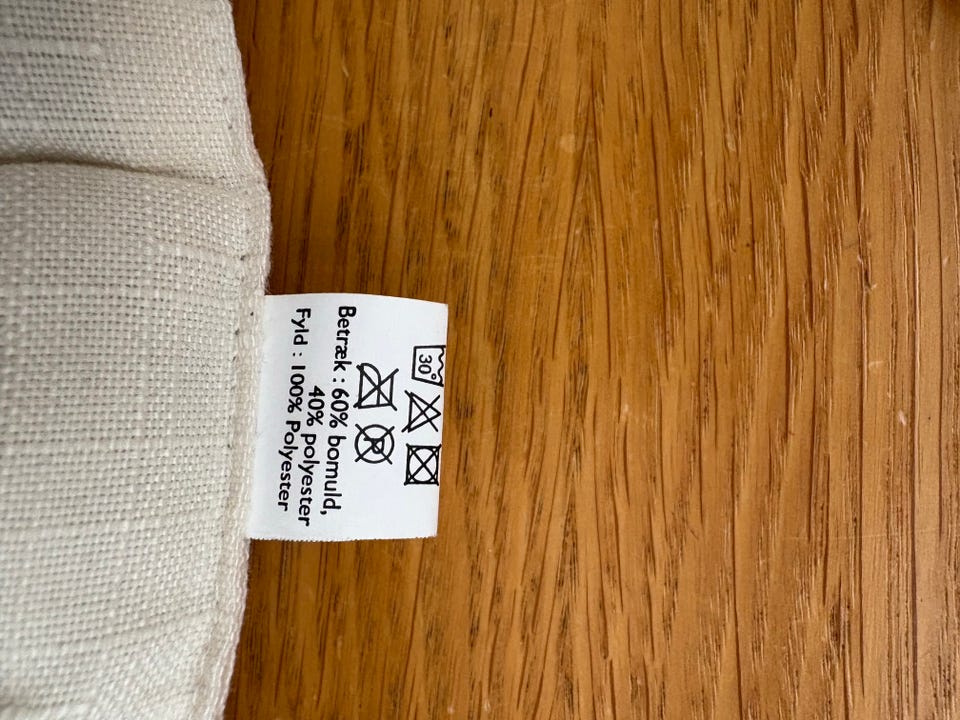 30°
P
Betræk : 60% bomuld,
40% polyester
Fyld : 100% Polyester